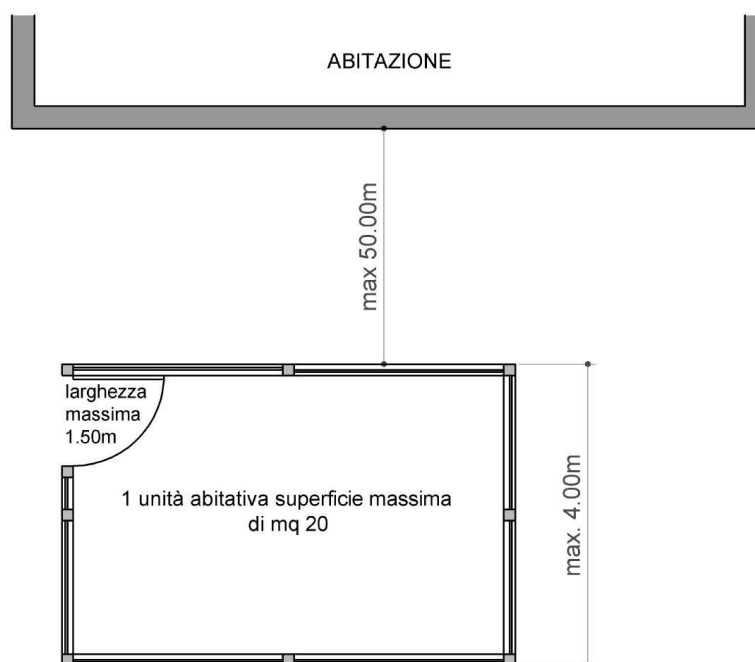 ABITAZIONE
max 50.00m
larghezza
massima
1.50m
1 unità abitativa superficie massima
di mq 20
max. 4.00m